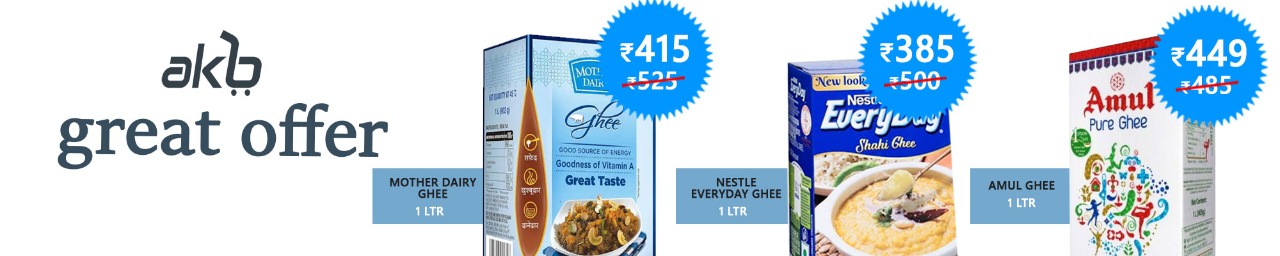 akb
great offer
MOTHER DAIRY
GHEE
1 LTR
₹415
₹525
Ghee
GOOD SOURCE OF ENERGY
Goodness of Vitamin A
Great Taste
सफेद
खुशबूदार
दानेदार
NESTLE
EVERYDAY GHEE
1 LTR
₹385
₹500
New look
EveryDay
Shahi Ghee
AMUL GHEE
1 LTR
₹449
₹485
Amul
Pure Ghee